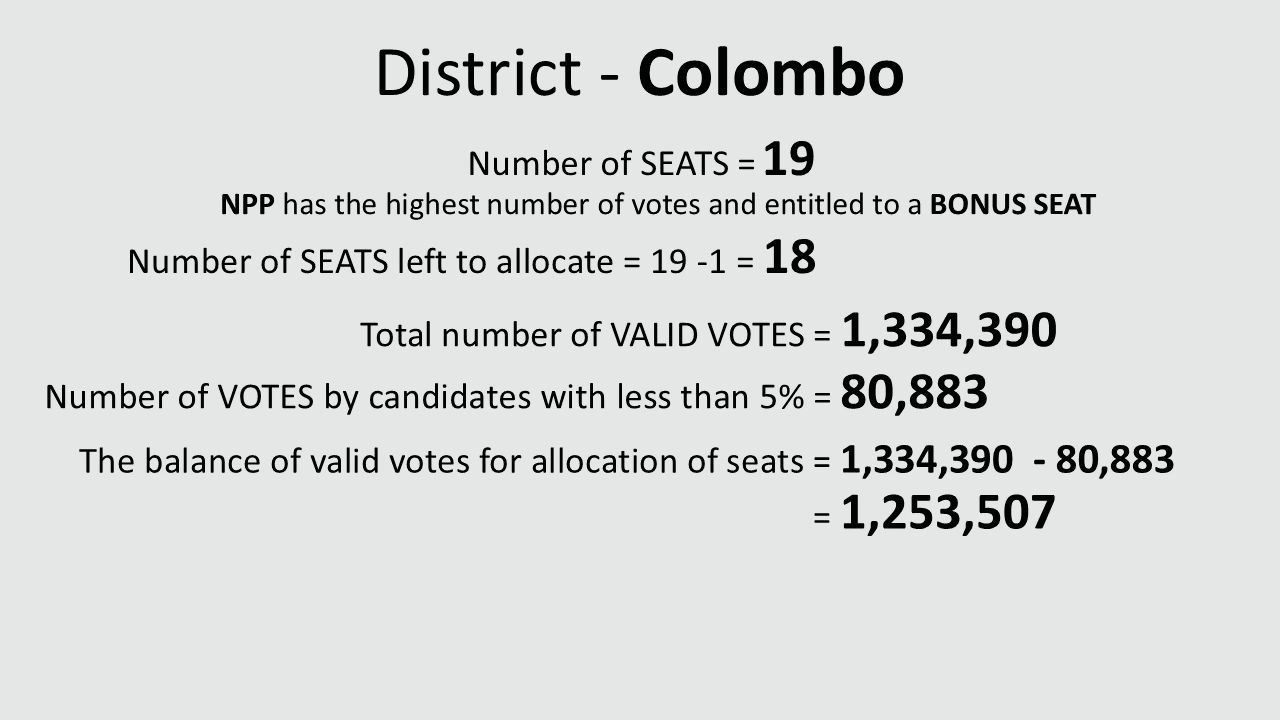 District - Colombo
Number of SEATS = 19
NPP has the highest number of votes and entitled to a BONUS SEAT
Number of SEATS left to allocate = 19 -1 = 18
Total number of VALID VOTES = 1,334,390
Number of VOTES by candidates with less than 5% = 80,883
The balance of valid votes for allocation of seats = 1,334,390 - 80,883
= 1,253,507